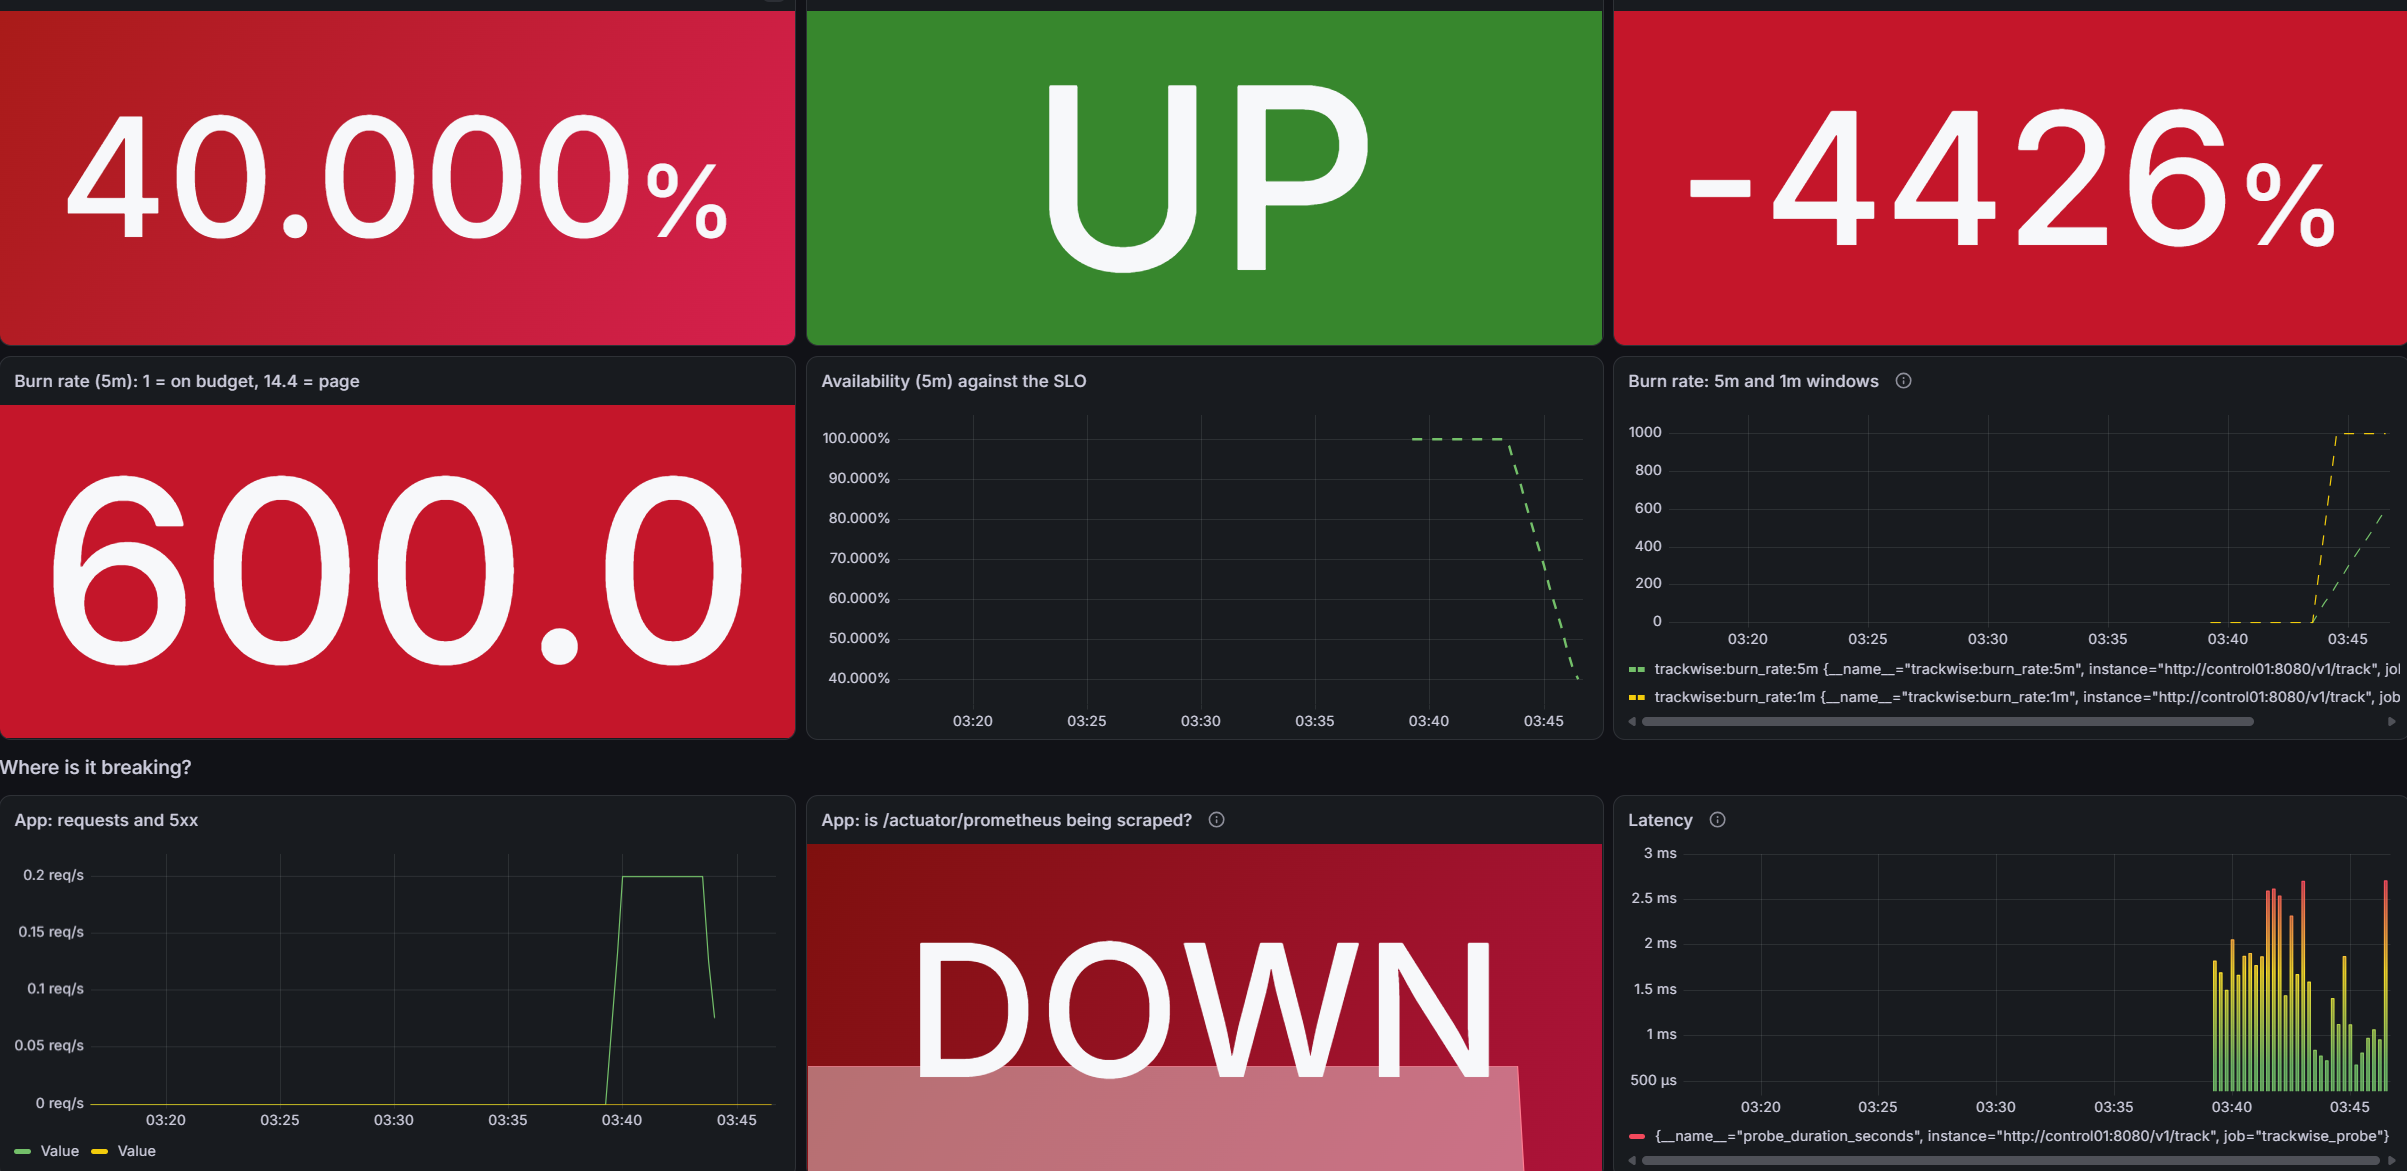 40.000%
UP
-4426%
Burn rate (5m): 1 = on budget, 14.4 = page
600.0
Availability (5m) against the SLO
100.000%
90.000%
80.000%
70.000%
60.000%
50.000%
40.000%
03:20 03:25 03:30 03:35 03:40 03:45
Burn rate: 5m and 1m windows
1000
800
600
400
200
0
03:20 03:25 03:30 03:35 03:40 03:45
trackwise:burn_rate:5m {__name__="trackwise:burn_rate:5m", instance="http://control01:8080/v1/track", jol
trackwise:burn_rate:1m {__name__="trackwise:burn_rate:1m", instance="http://control01:8080/v1/track", job
Where is it breaking?
App: requests and 5xx
0.2 req/s
0.15 req/s
0.1 req/s
0.05 req/s
0 req/s
03:20 03:25 03:30 03:35 03:40 03:45
Value Value
App: is /actuator/prometheus being scraped?
DOWN
Latency
3 ms
2.5 ms
2 ms
1.5 ms
1 ms
500 µs
03:20 03:25 03:30 03:35 03:40 03:45
{__name__="probe_duration_seconds", instance="http://control01:8080/v1/track", job="trackwise_probe"}